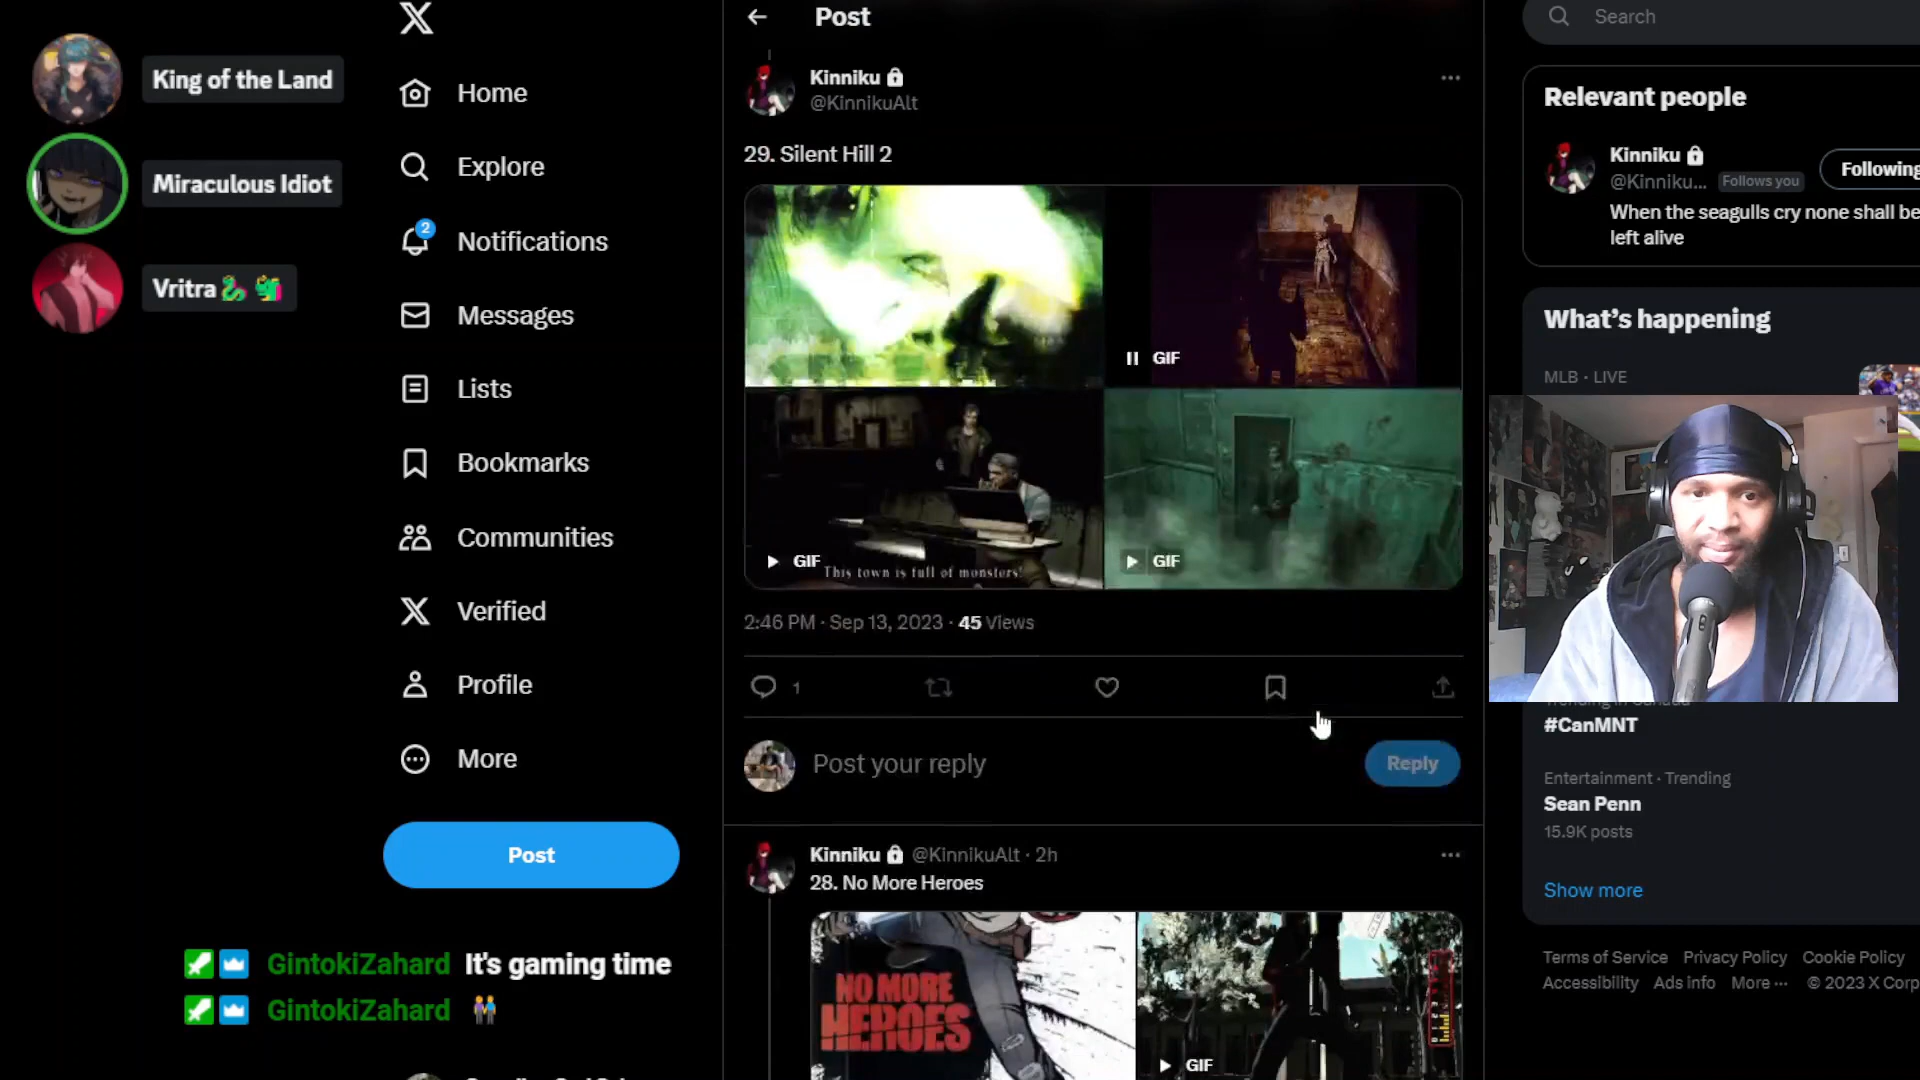 King of the Land
Miraculous Idiot
Vritra
Home
Explore
2
Notifications
Messages
Lists
Bookmarks
Communities
Verified
Profile
More
Post
GintokiZahard It's gaming time
GintokiZahard
Post
Kinniku
@KinnikuAlt
29. Silent Hill 2
GIF
GIF
This town is full of monsters!
GIF
2:46 PM · Sep 13, 2023 · 45 Views
1
Post your reply
Reply
Kinniku @KinnikuAlt · 2h
28. No More Heroes
NO MORE
HEROES
GIF
Search
Relevant people
Kinniku
@Kinniku... Follows you
Following
When the seagulls cry none shall be
left alive
What's happening
MLB · LIVE
Trending in Canada
#CanMNT
Entertainment · Trending
Sean Penn
15.9K posts
Show more
Terms of Service Privacy Policy Cookie Policy
Accessibility Ads info More ··· © 2023 X Corp